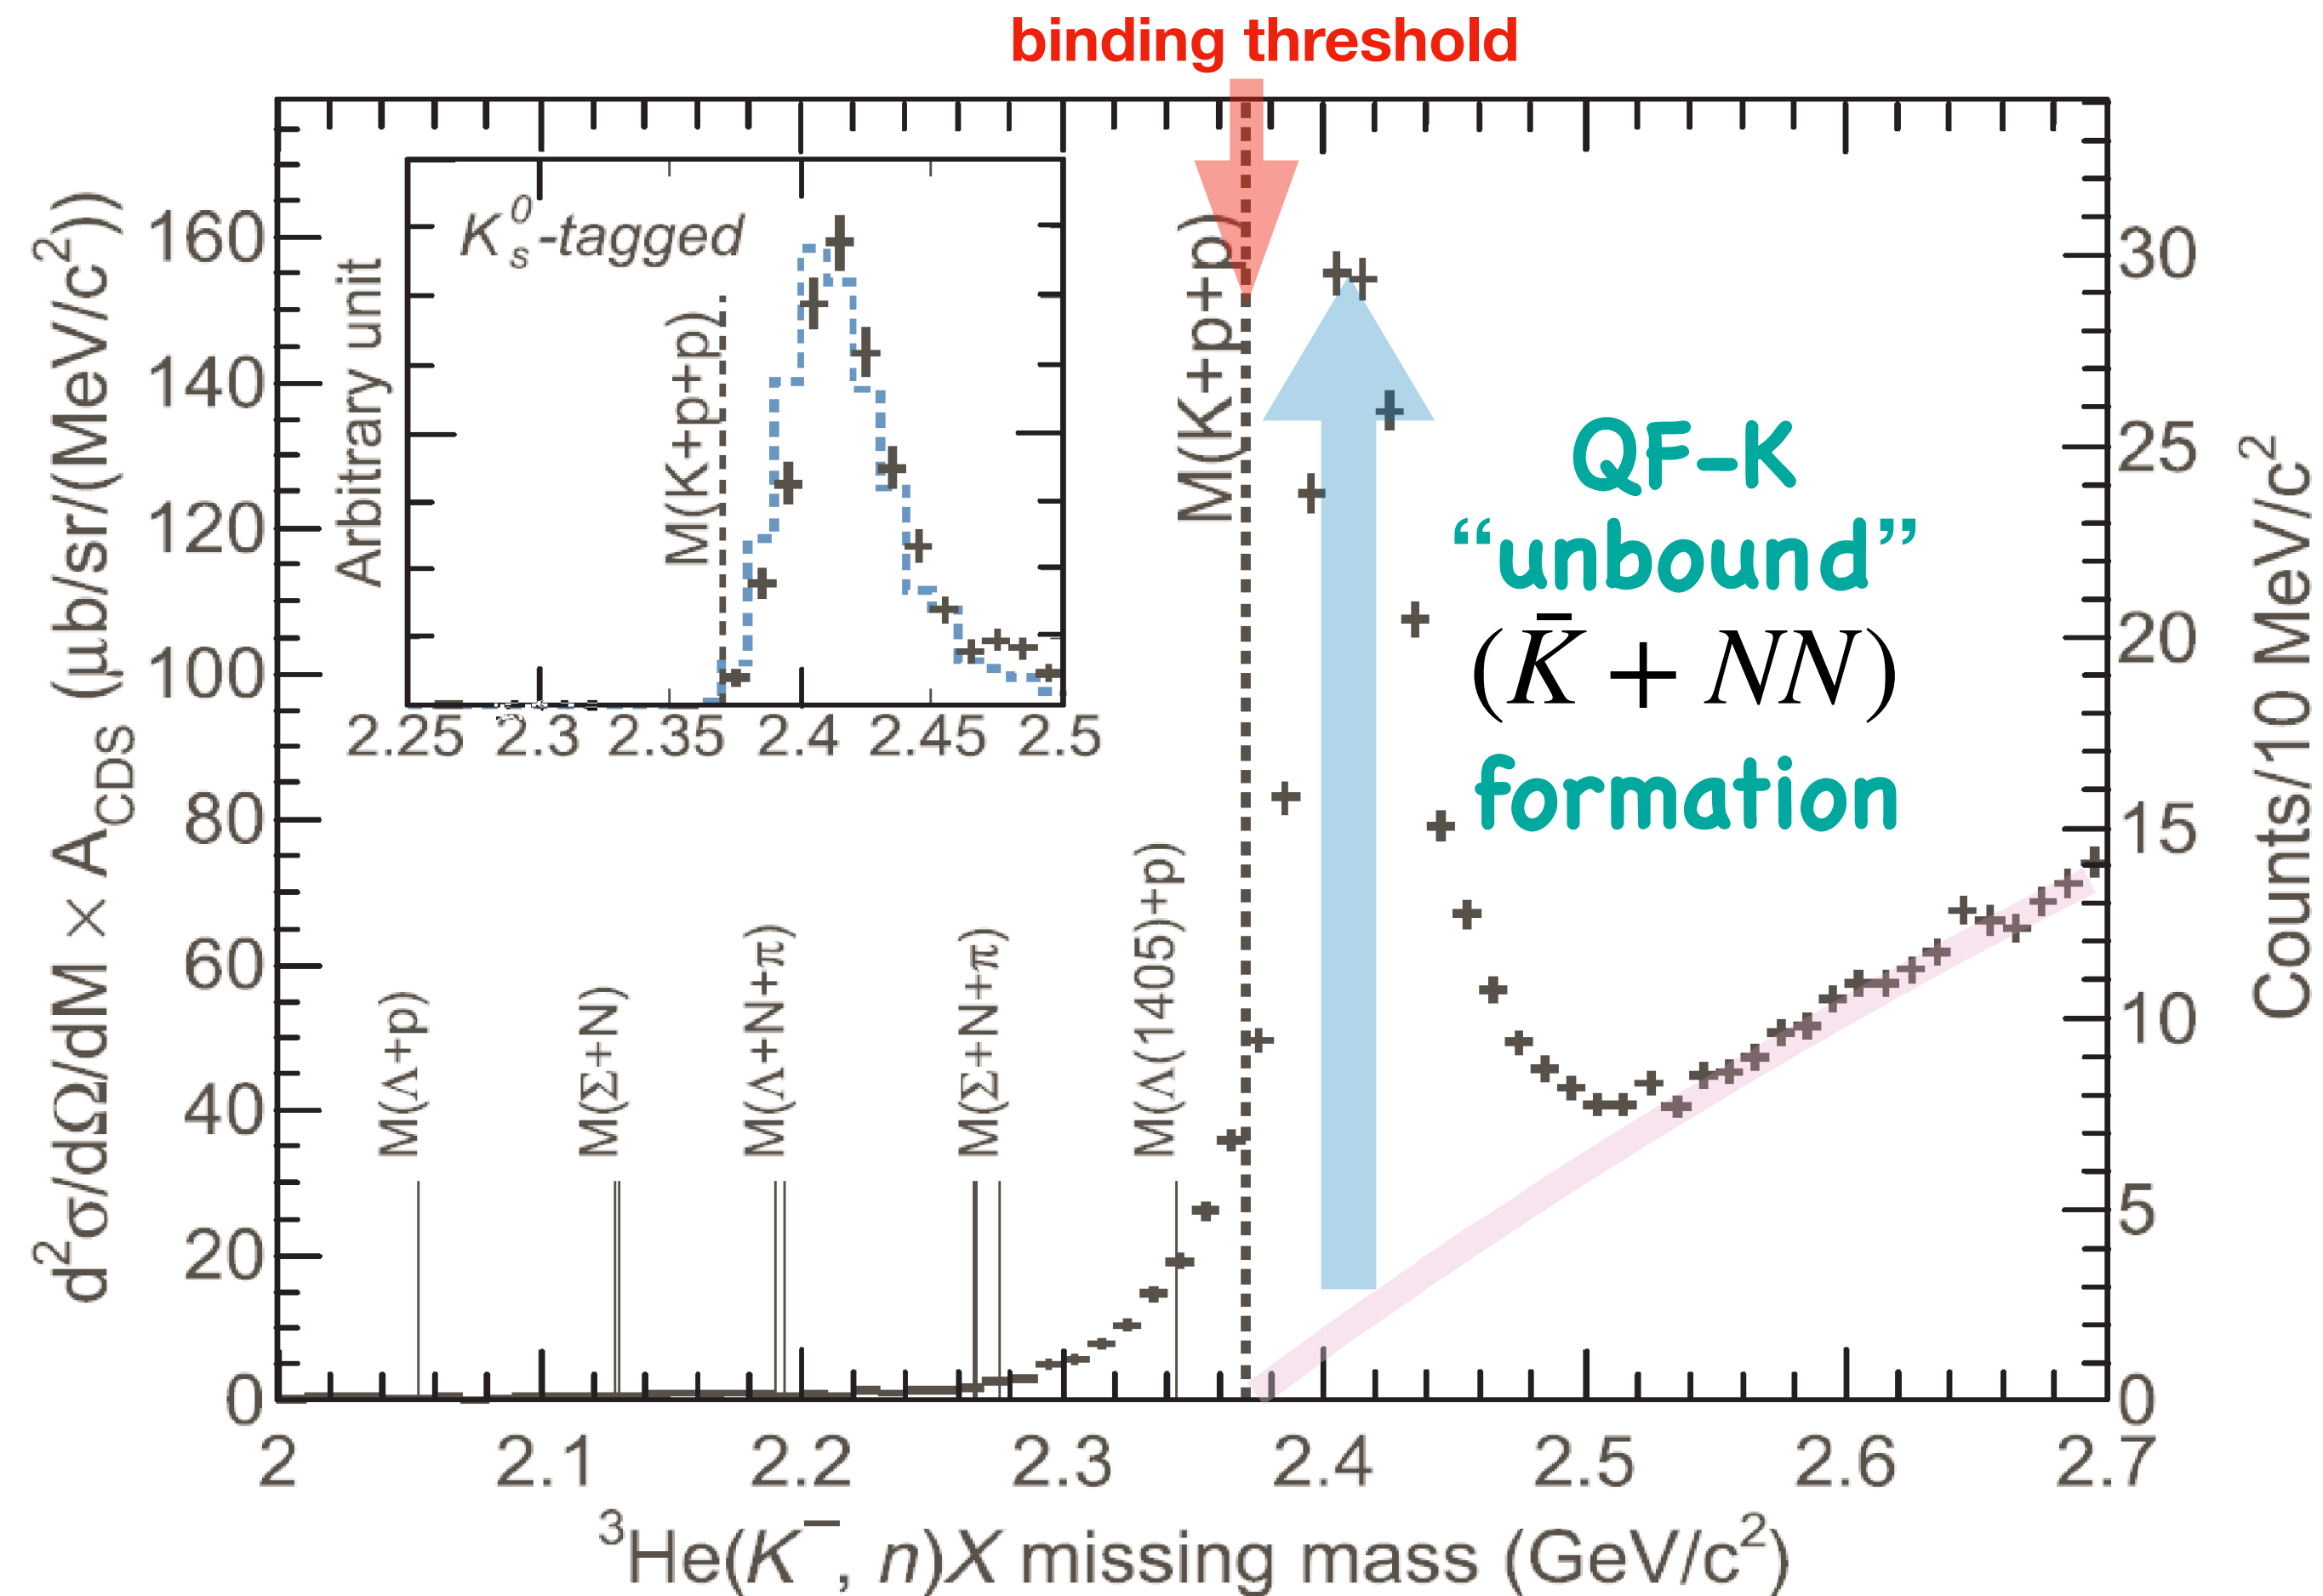 binding threshold
d²σ/dΩ/dM × A_CDS (μb/sr/(MeV/c²))
160
140
120
100
80
60
40
20
0
Arbitrary unit
K_s^0-tagged
M(K+p+p)
2.25 2.3 2.35 2.4 2.45 2.5
M(Λ+p)
M(Σ+N)
M(Λ+N+π)
M(Σ+N+π)
M(Λ(1405)+p)
M(K+p+p)
QF-K
“unbound”
(K̄ + NN)
formation
30
25
20
15
10
5
0
Counts/10 MeV/c²
2 2.1 2.2 2.3 2.4 2.5 2.6 2.7
³He(K⁻, n)X missing mass (GeV/c²)